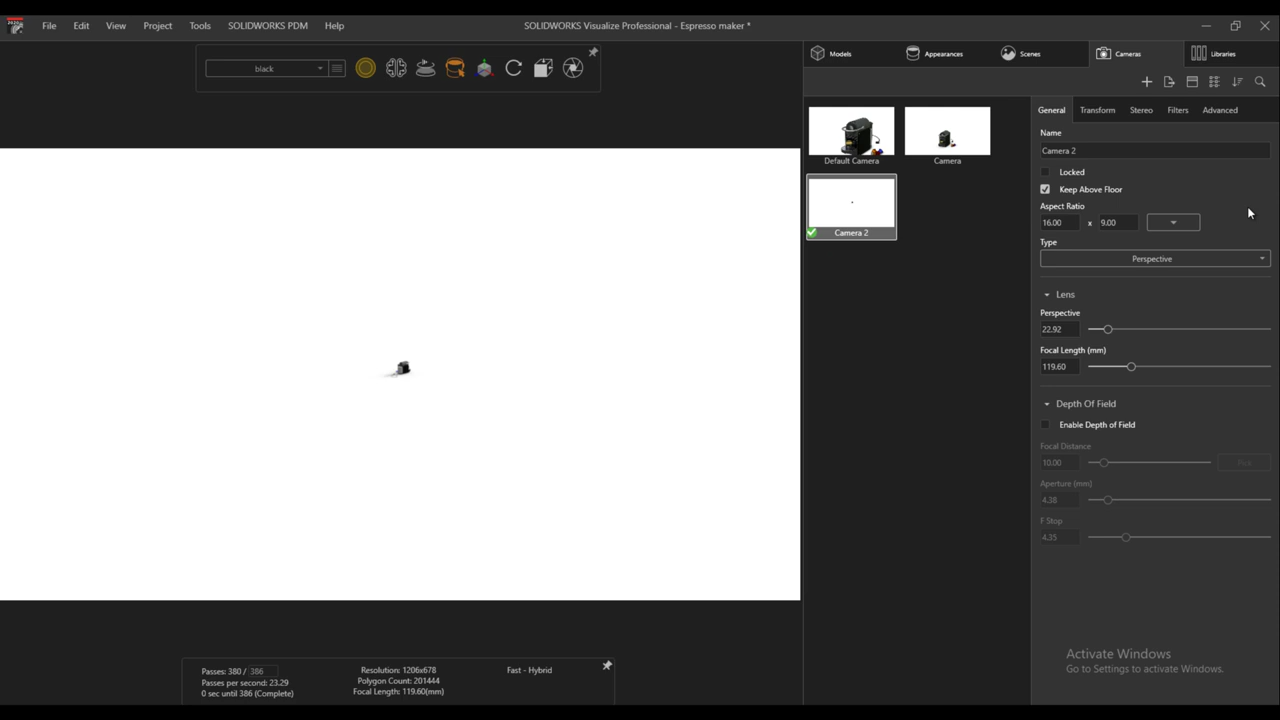 File Edit View Project Tools SOLIDWORKS PDM Help SOLIDWORKS Visualize Professional - Espresso maker *
black
Models Appearances Scenes Cameras Libraries
General Transform Stereo Filters Advanced
Default Camera
Camera
Camera 2
Name
Camera 2
Locked
Keep Above Floor
Aspect Ratio
16.00 x 9.00
Type
Perspective
Lens
Perspective
22.92
Focal Length (mm)
119.60
Depth Of Field
Enable Depth of Field
Focal Distance
10.00 Pick
Aperture (mm)
4.38
F Stop
4.35
Activate Windows
Go to Settings to activate Windows.
Passes: 380 / 386
Passes per second: 23.29
0 sec until 386 (Complete)
Resolution: 1206x678
Polygon Count: 201444
Focal Length: 119.60(mm)
Fast - Hybrid